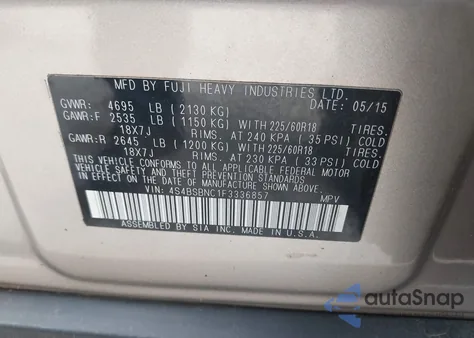 MFD BY FUJI HEAVY INDUSTRIES LTD.
GVWR: 4695 LB (2130 KG) DATE: 05/15
GAWR:F 2535 LB (1150 KG) WITH 225/60R18 TIRES.
18X7J RIMS. AT 240 KPA (35 PSI) COLD
GAWR:R 2645 LB (1200 KG) WITH 225/60R18 TIRES.
18X7J RIMS. AT 230 KPA (33 PSI) COLD
THIS VEHICLE CONFORMS TO ALL APPLICABLE FEDERAL MOTOR
VEHICLE SAFETY AND THEFT PREVENTION STANDARDS IN EFFECT
ON THE DATE OF MANUFACTURE SHOWN ABOVE.
VIN: 4S4BSBNC1F3336857 MPV
ASSEMBLED BY SIA INC. IN U.S.A.
autoSnap
www.autosnap.cc